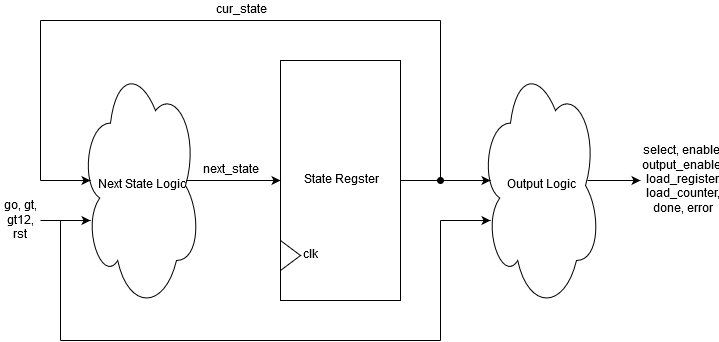 cur_state
next_state
Next State Logic
State Regster
clk
Output Logic
go, gt,
gt12,
rst
select, enable
output_enable
load_register
load_counter,
done, error